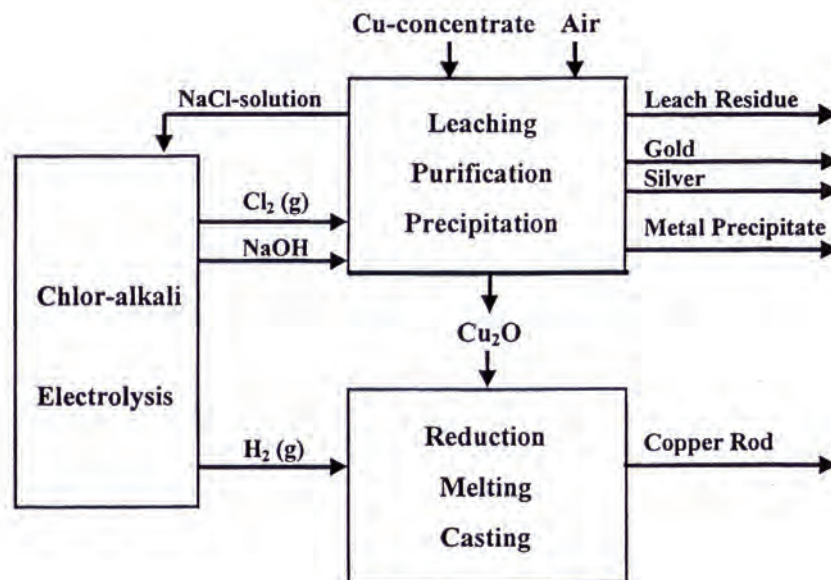 Cu-concentrate Air
NaCl-solution
Leaching
Purification
Precipitation
Leach Residue
Gold
Silver
Metal Precipitate
Cl₂ (g)
NaOH
Chlor-alkali
Electrolysis
Cu₂O
H₂ (g)
Reduction
Melting
Casting
Copper Rod